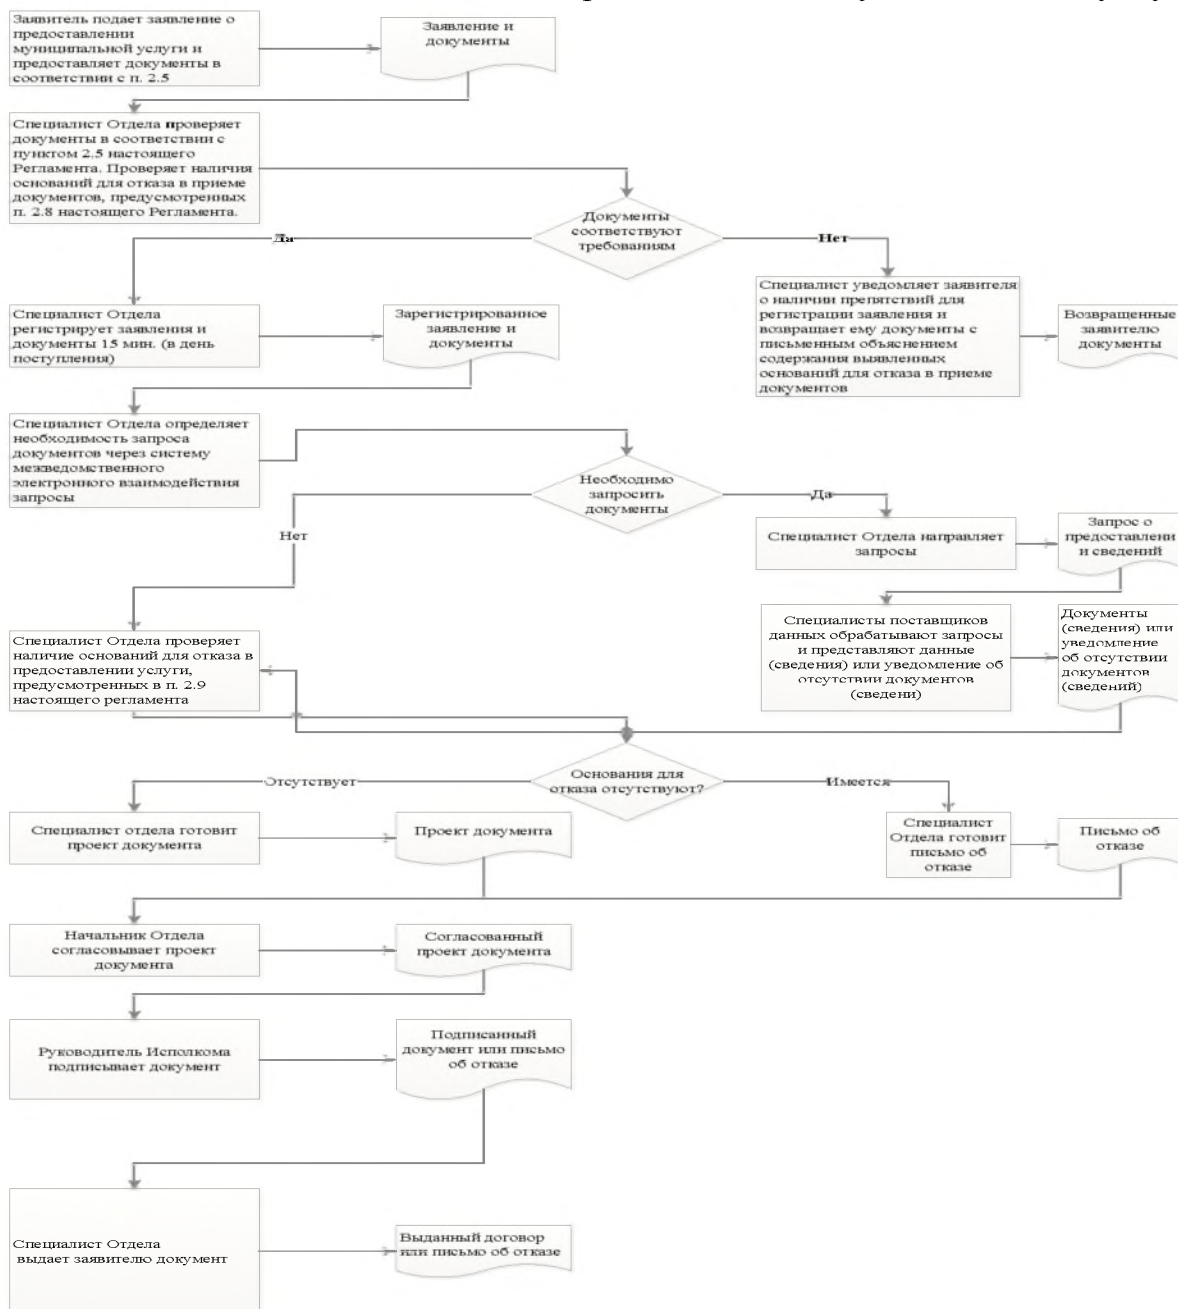 Заявитель подает заявление о
предоставлении
муниципальной услуги и
предоставляет документы в
соответствии с п. 2.5
Заявление и
документы
Специалист Отдела проверяет
документы в соответствии с
пунктом 2.5 настоящего
Регламента. Проверяет наличия
оснований для отказа в приеме
документов, предусмотренных
п. 2.8 настоящего Регламента.
Документы
соответствуют
требованиям
Да
Нет
Специалист Отдела
регистрирует заявления и
документы 15 мин. (в день
поступления)
Зарегистрированное
заявление и
документы
Специалист уведомляет заявителя
о наличии препятствий для
регистрации заявления и
возвращает ему документы с
письменным объяснением
содержания выявленных
оснований для отказа в приеме
документов
Возвращенные
заявителю
документы
Специалист Отдела определяет
необходимость запроса
документов через систему
межведомственного
электронного взаимодействия
запросы
Необходимо
запросить
документы
Нет
Да
Специалист Отдела направляет
запросы
Запрос о
предоставлени
и сведений
Специалисты поставщиков
данных обрабатывают запросы
и представляют данные
(сведения) или уведомление об
отсутствии документов
(сведени)
Документы
(сведения) или
уведомление
об отсутствии
документов
(сведений)
Специалист Отдела проверяет
наличие оснований для отказа в
предоставлении услуги,
предусмотренных в п. 2.9
настоящего регламента
Основания для
отказа отсутствуют?
Отсутствует
Имеется
Специалист отдела готовит
проект документа
Проект документа
Специалист
Отдела готовит
письмо об
отказе
Письмо об
отказе
Начальник Отдела
согласовывает проект
документа
Согласованный
проект документа
Руководитель Исполкома
подписывает документ
Подписанный
документ или письмо
об отказе
Специалист Отдела
выдает заявителю документ
Выданный договор
или письмо об отказе